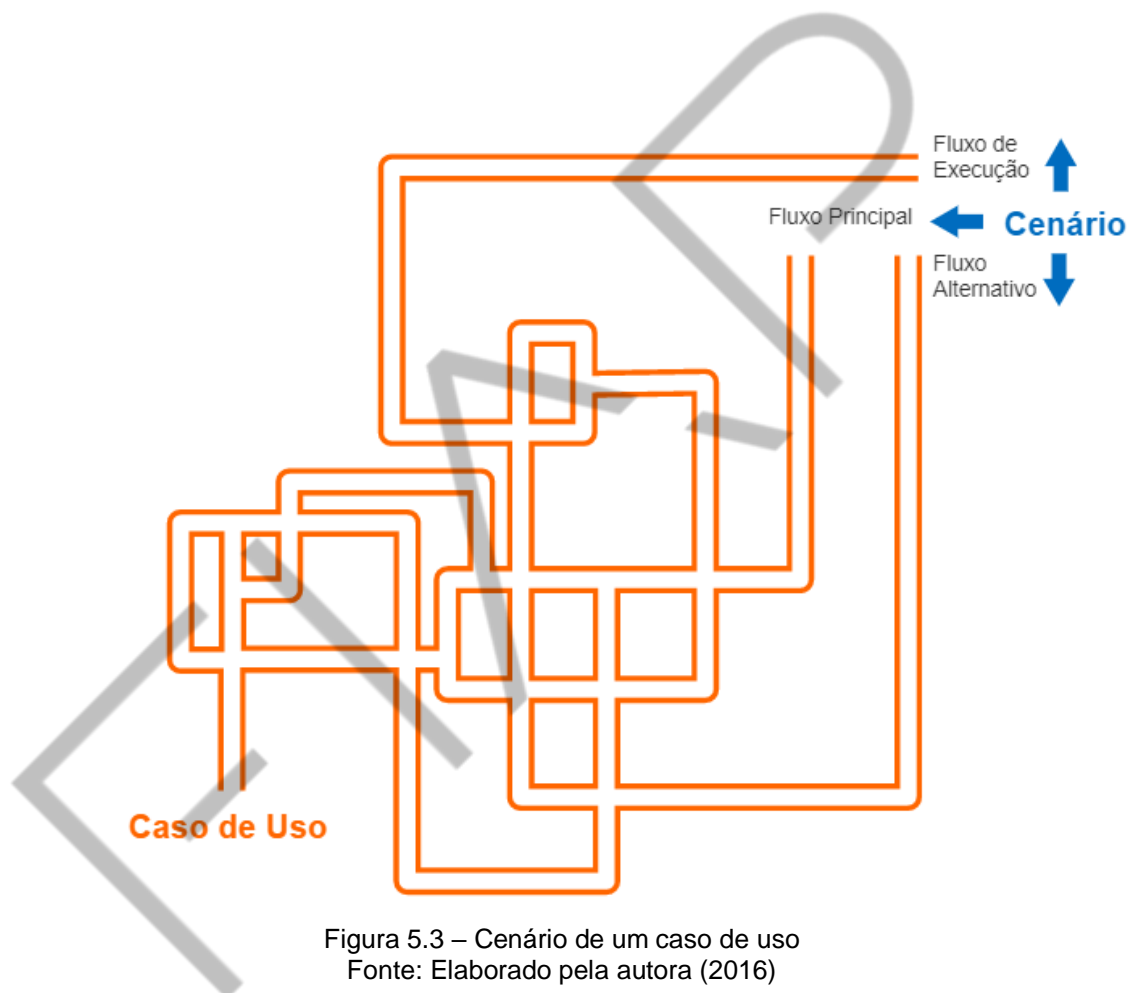 Fluxo de
Execução
Fluxo Principal
Cenário
Fluxo
Alternativo
Caso de Uso
Figura 5.3 – Cenário de um caso de uso
Fonte: Elaborado pela autora (2016)
FIAP